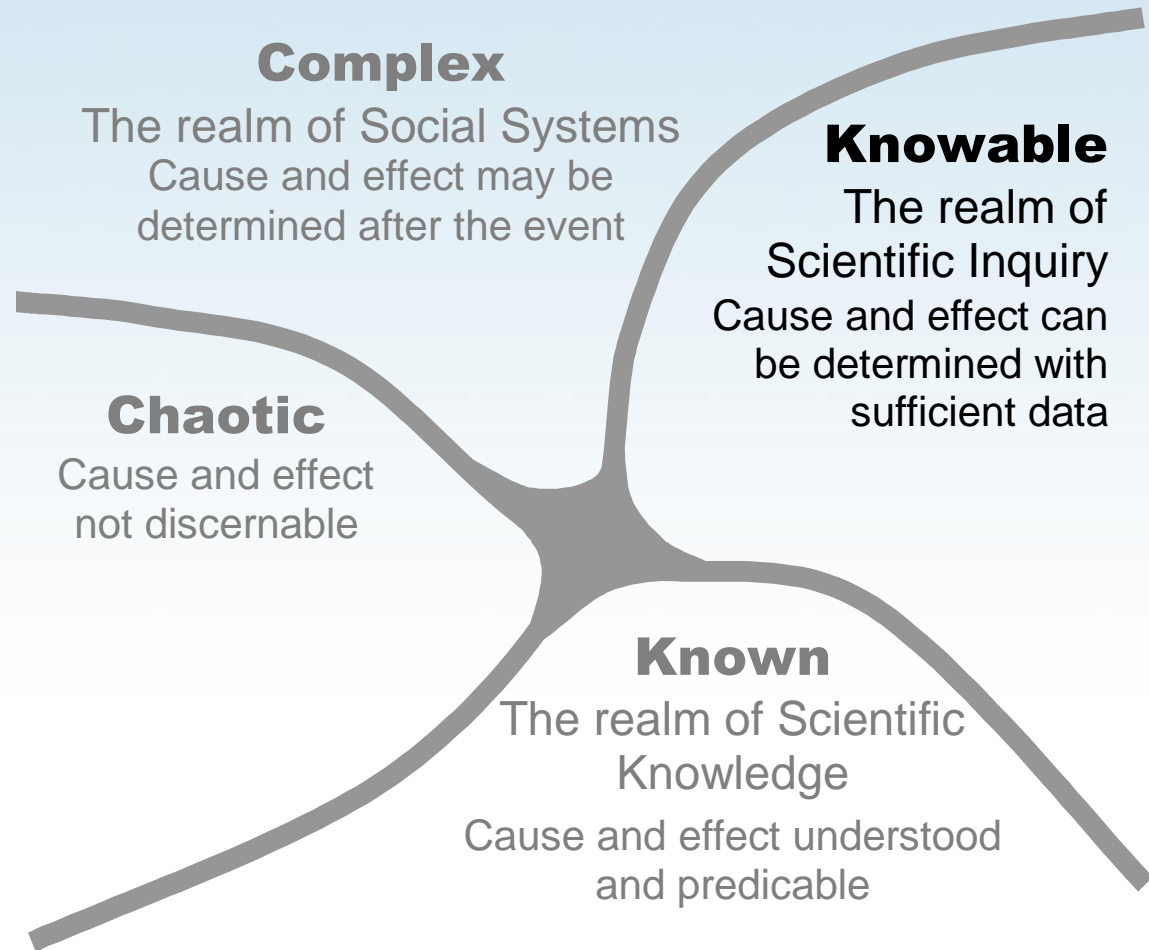 Complex
The realm of Social Systems
Cause and effect may be
determined after the event
Knowable
The realm of
Scientific Inquiry
Cause and effect can
be determined with
sufficient data
Chaotic
Cause and effect
not discernable
Known
The realm of Scientific
Knowledge
Cause and effect understood
and predicable